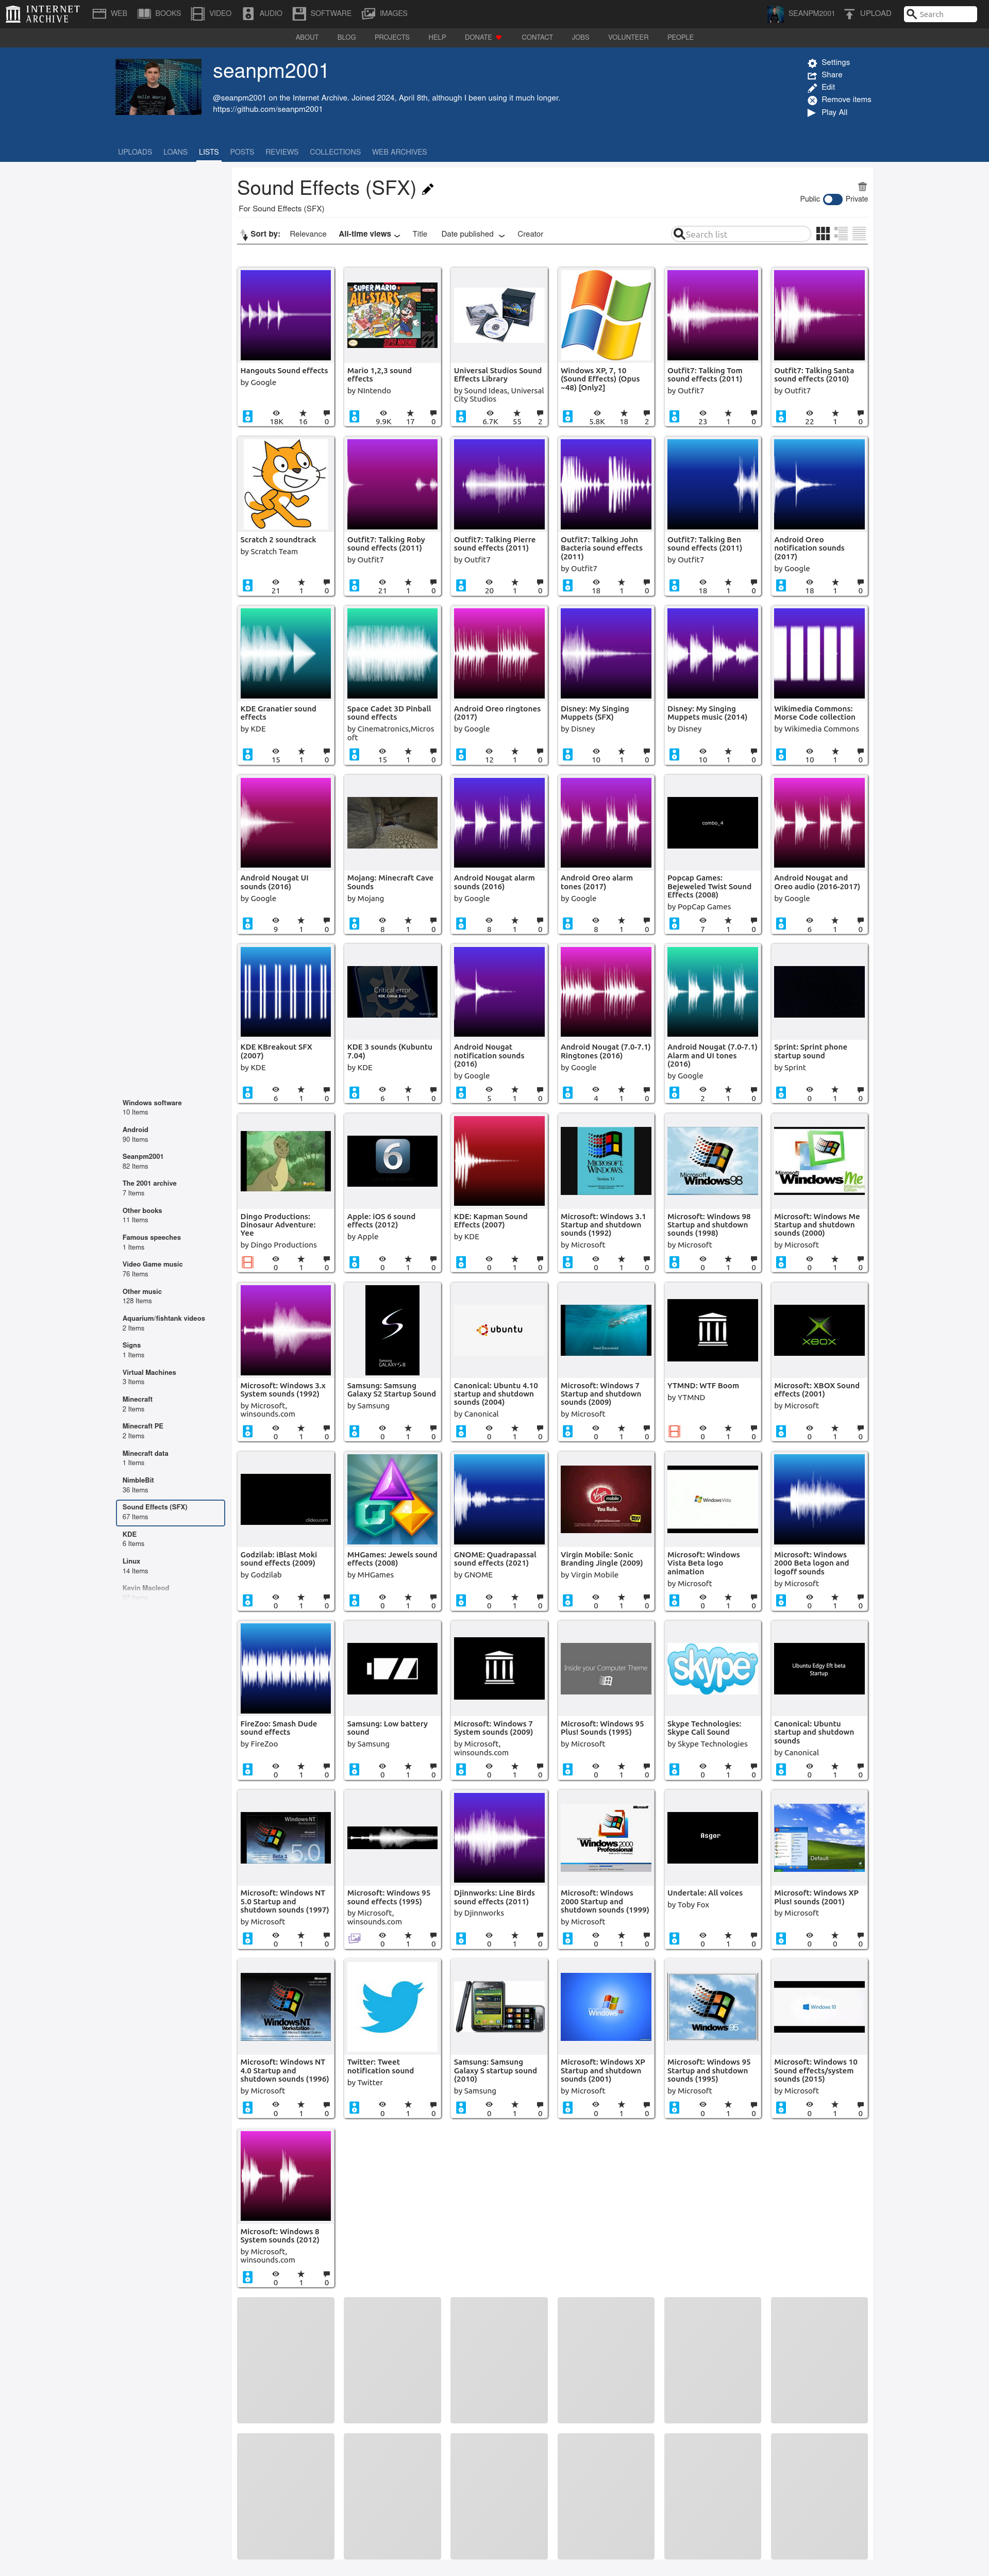 INTERNET ARCHIVE
WEB
BOOKS
VIDEO
AUDIO
SOFTWARE
IMAGES
SEANPM2001
UPLOAD
Search
ABOUT
BLOG
PROJECTS
HELP
DONATE
CONTACT
JOBS
VOLUNTEER
PEOPLE
seanpm2001
@seanpm2001 on the Internet Archive. Joined 2024, April 8th, although I been using it much longer.
https://github.com/seanpm2001
Settings
Share
Edit
Remove items
Play All
UPLOADS
LOANS
LISTS
POSTS
REVIEWS
COLLECTIONS
WEB ARCHIVES
Sound Effects (SFX)
For Sound Effects (SFX)
Public
Private
Sort by:
Relevance
All-time views
Title
Date published
Creator
Search list
Windows software
10 Items
Android
90 Items
Seanpm2001
82 Items
The 2001 archive
7 Items
Other books
11 Items
Famous speeches
1 Items
Video Game music
76 Items
Other music
128 Items
Aquarium/fishtank videos
2 Items
Signs
1 Items
Virtual Machines
3 Items
Minecraft
2 Items
Minecraft PE
2 Items
Minecraft data
1 Items
NimbleBit
36 Items
Sound Effects (SFX)
67 Items
KDE
6 Items
Linux
14 Items
Kevin Macleod
Hangouts Sound effects
by Google
18K 16 0
SUPER MARIO
ALL-STARS
Mario 1,2,3 sound
effects
by NIntendo
9.9K 17 0
Universal Studios Sound
Effects Library
by Sound Ideas, Universal
City Studios
6.7K 55 2
Windows XP, 7, 10
(Sound Effects) (Opus
~48) [Only2]
5.8K 18 2
Outfit7: Talking Tom
sound effects (2011)
by Outfit7
23 1 0
Outfit7: Talking Santa
sound effects (2010)
by Outfit7
22 1 0
Scratch 2 soundtrack
by Scratch Team
21 1 0
Outfit7: Talking Roby
sound effects (2011)
by Outfit7
21 1 0
Outfit7: Talking Pierre
sound effects (2011)
by Outfit7
20 1 0
Outfit7: Talking John
Bacteria sound effects
(2011)
by Outfit7
18 1 0
Outfit7: Talking Ben
sound effects (2011)
by Outfit7
18 1 0
Android Oreo
notification sounds
(2017)
by Google
18 1 0
KDE Granatier sound
effects
by KDE
15 1 0
Space Cadet 3D Pinball
sound effects
by Cinematronics,Micros
oft
15 1 0
Android Oreo ringtones
(2017)
by Google
12 1 0
Disney: My Singing
Muppets (SFX)
by Disney
10 1 0
Disney: My Singing
Muppets music (2014)
by Disney
10 1 0
Wikimedia Commons:
Morse Code collection
by Wikimedia Commons
10 1 0
Android Nougat UI
sounds (2016)
by Google
9 1 0
Mojang: Minecraft Cave
Sounds
by Mojang
8 1 0
Android Nougat alarm
sounds (2016)
by Google
8 1 0
Android Oreo alarm
tones (2017)
by Google
8 1 0
combo_4
Popcap Games:
Bejeweled Twist Sound
Effects (2008)
by PopCap Games
7 1 0
Android Nougat and
Oreo audio (2016-2017)
by Google
6 1 0
KDE KBreakout SFX
(2007)
by KDE
6 1 0
Critical error
KDE 3 sounds (Kubuntu
7.04)
by KDE
6 1 0
Android Nougat
notification sounds
(2016)
by Google
5 1 0
Android Nougat (7.0-7.1)
Ringtones (2016)
by Google
4 1 0
Android Nougat (7.0-7.1)
Alarm and UI tones
(2016)
by Google
2 1 0
Sprint: Sprint phone
startup sound
by Sprint
0 1 0
Dingo Productions:
Dinosaur Adventure:
Yee
by Dingo Productions
0 1 0
6
Apple: iOS 6 sound
effects (2012)
by Apple
0 1 0
KDE: Kapman Sound
Effects (2007)
by KDE
0 1 0
MICROSOFT
WINDOWS
Microsoft: Windows 3.1
Startup and shutdown
sounds (1992)
by Microsoft
0 1 0
Microsoft
Windows98
Microsoft: Windows 98
Startup and shutdown
sounds (1998)
by Microsoft
0 1 0
Microsoft
Windows Me
Microsoft: Windows Me
Startup and shutdown
sounds (2000)
by Microsoft
0 1 0
Microsoft: Windows 3.x
System sounds (1992)
by Microsoft,
winsounds.com
0 1 0
S
Samsung
GALAXY S II
Samsung: Samsung
Galaxy S2 Startup Sound
by Samsung
0 1 0
ubuntu
Canonical: Ubuntu 4.10
startup and shutdown
sounds (2004)
by Canonical
0 1 0
Feed Discovered
Microsoft: Windows 7
Startup and shutdown
sounds (2009)
by Microsoft
0 1 0
YTMND: WTF Boom
by YTMND
0 1 0
XBOX
Microsoft: XBOX Sound
effects (2001)
by Microsoft
0 1 0
clideo.com
Godzilab: iBlast Moki
sound effects (2009)
by Godzilab
0 1 0
MHGames: Jewels sound
effects (2008)
by MHGames
0 1 0
GNOME: Quadrapassal
sound effects (2021)
by GNOME
0 1 0
Virgin mobile
You Rule.
Virgin Mobile: Sonic
Branding Jingle (2009)
by Virgin Mobile
0 1 0
Windows Vista
Microsoft: Windows
Vista Beta logo
animation
by Microsoft
0 1 0
Microsoft: Windows
2000 Beta logon and
logoff sounds
by Microsoft
0 1 0
FireZoo: Smash Dude
sound effects
by FireZoo
0 1 0
Samsung: Low battery
sound
by Samsung
0 1 0
Microsoft: Windows 7
System sounds (2009)
by Microsoft,
winsounds.com
0 1 0
Inside your Computer Theme
Microsoft: Windows 95
Plus! Sounds (1995)
by Microsoft
0 1 0
skype
Skype Technologies:
Skype Call Sound
by Skype Technologies
0 1 0
Ubuntu Edgy Eft beta
Startup
Canonical: Ubuntu
startup and shutdown
sounds
by Canonical
0 1 0
Windows NT
5.0
Beta 1
Microsoft: Windows NT
5.0 Startup and
shutdown sounds (1997)
by Microsoft
0 1 0
Microsoft: Windows 95
sound effects (1995)
by Microsoft,
winsounds.com
0 1 0
Djinnworks: Line Birds
sound effects (2011)
by Djinnworks
0 1 0
Microsoft
Windows 2000
Professional
Microsoft: Windows
2000 Startup and
shutdown sounds (1999)
by Microsoft
0 1 0
Asgor
Undertale: All voices
by Toby Fox
0 1 0
Default
Microsoft: Windows XP
Plus! sounds (2001)
by Microsoft
0 0 0
WindowsNT
Workstation
Microsoft: Windows NT
4.0 Startup and
shutdown sounds (1996)
by Microsoft
0 1 0
Twitter: Tweet
notification sound
by Twitter
0 1 0
Samsung: Samsung
Galaxy S startup sound
(2010)
by Samsung
0 1 0
Windows xp
Microsoft: Windows XP
Startup and shutdown
sounds (2001)
by Microsoft
0 1 0
Windows 95
Microsoft: Windows 95
Startup and shutdown
sounds (1995)
by Microsoft
0 1 0
Windows 10
Microsoft: Windows 10
Sound effects/system
sounds (2015)
by Microsoft
0 1 0
Microsoft: Windows 8
System sounds (2012)
by Microsoft,
winsounds.com
0 1 0